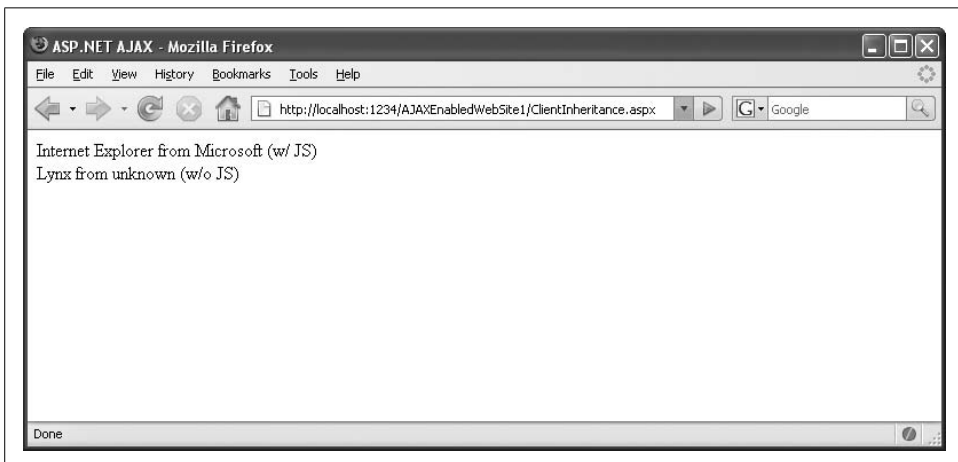 ASP.NET AJAX - Mozilla Firefox
File Edit View History Bookmarks Tools Help
http://localhost:1234/AJAXEnabledWebSite1/ClientInheritance.aspx G Google
Internet Explorer from Microsoft (w/ JS)
Lynx from unknown (w/o JS)
Done